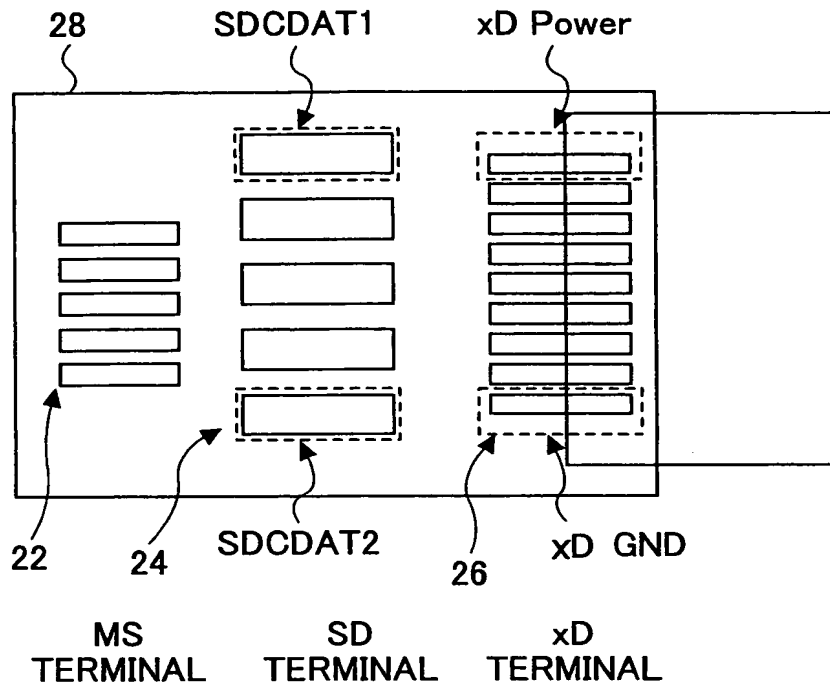 28
SDCDAT1
xD Power
22
24
SDCDAT2
26
xD GND
MS
TERMINAL
SD
TERMINAL
xD
TERMINAL